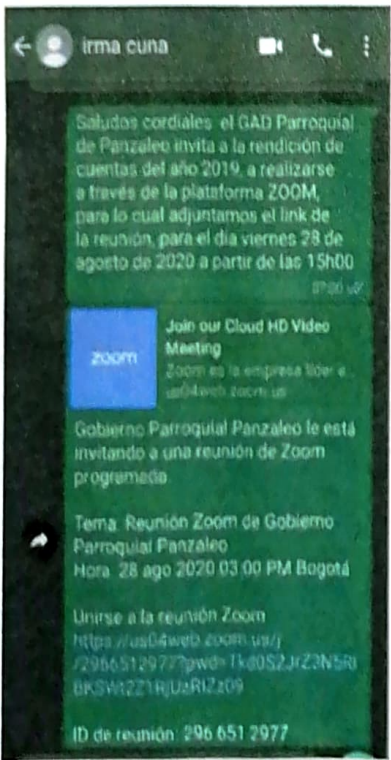 irma cuna
Saludos cordiales el GAD Parroquial
de Panzaleo invita a la rendición de
cuentas del año 2019, a realizarse
a través de la plataforma ZOOM,
para lo cual adjuntamos el link de
la reunión, para el día viernes 28 de
agosto de 2020 a partir de las 15h00
zoom
Join our Cloud HD Video
Meeting
Zoom es la empresa líder e
us04web.zoom.us
Gobierno Parroquial Panzaleo le está
invitando a una reunión de Zoom
programada.
Tema: Reunión Zoom de Gobierno
Parroquial Panzaleo
Hora: 28 ago 2020 03:00 PM Bogotá
Unirse a la reunión Zoom
https://us04web.zoom.us/j
ID de reunión: 296 651 2977